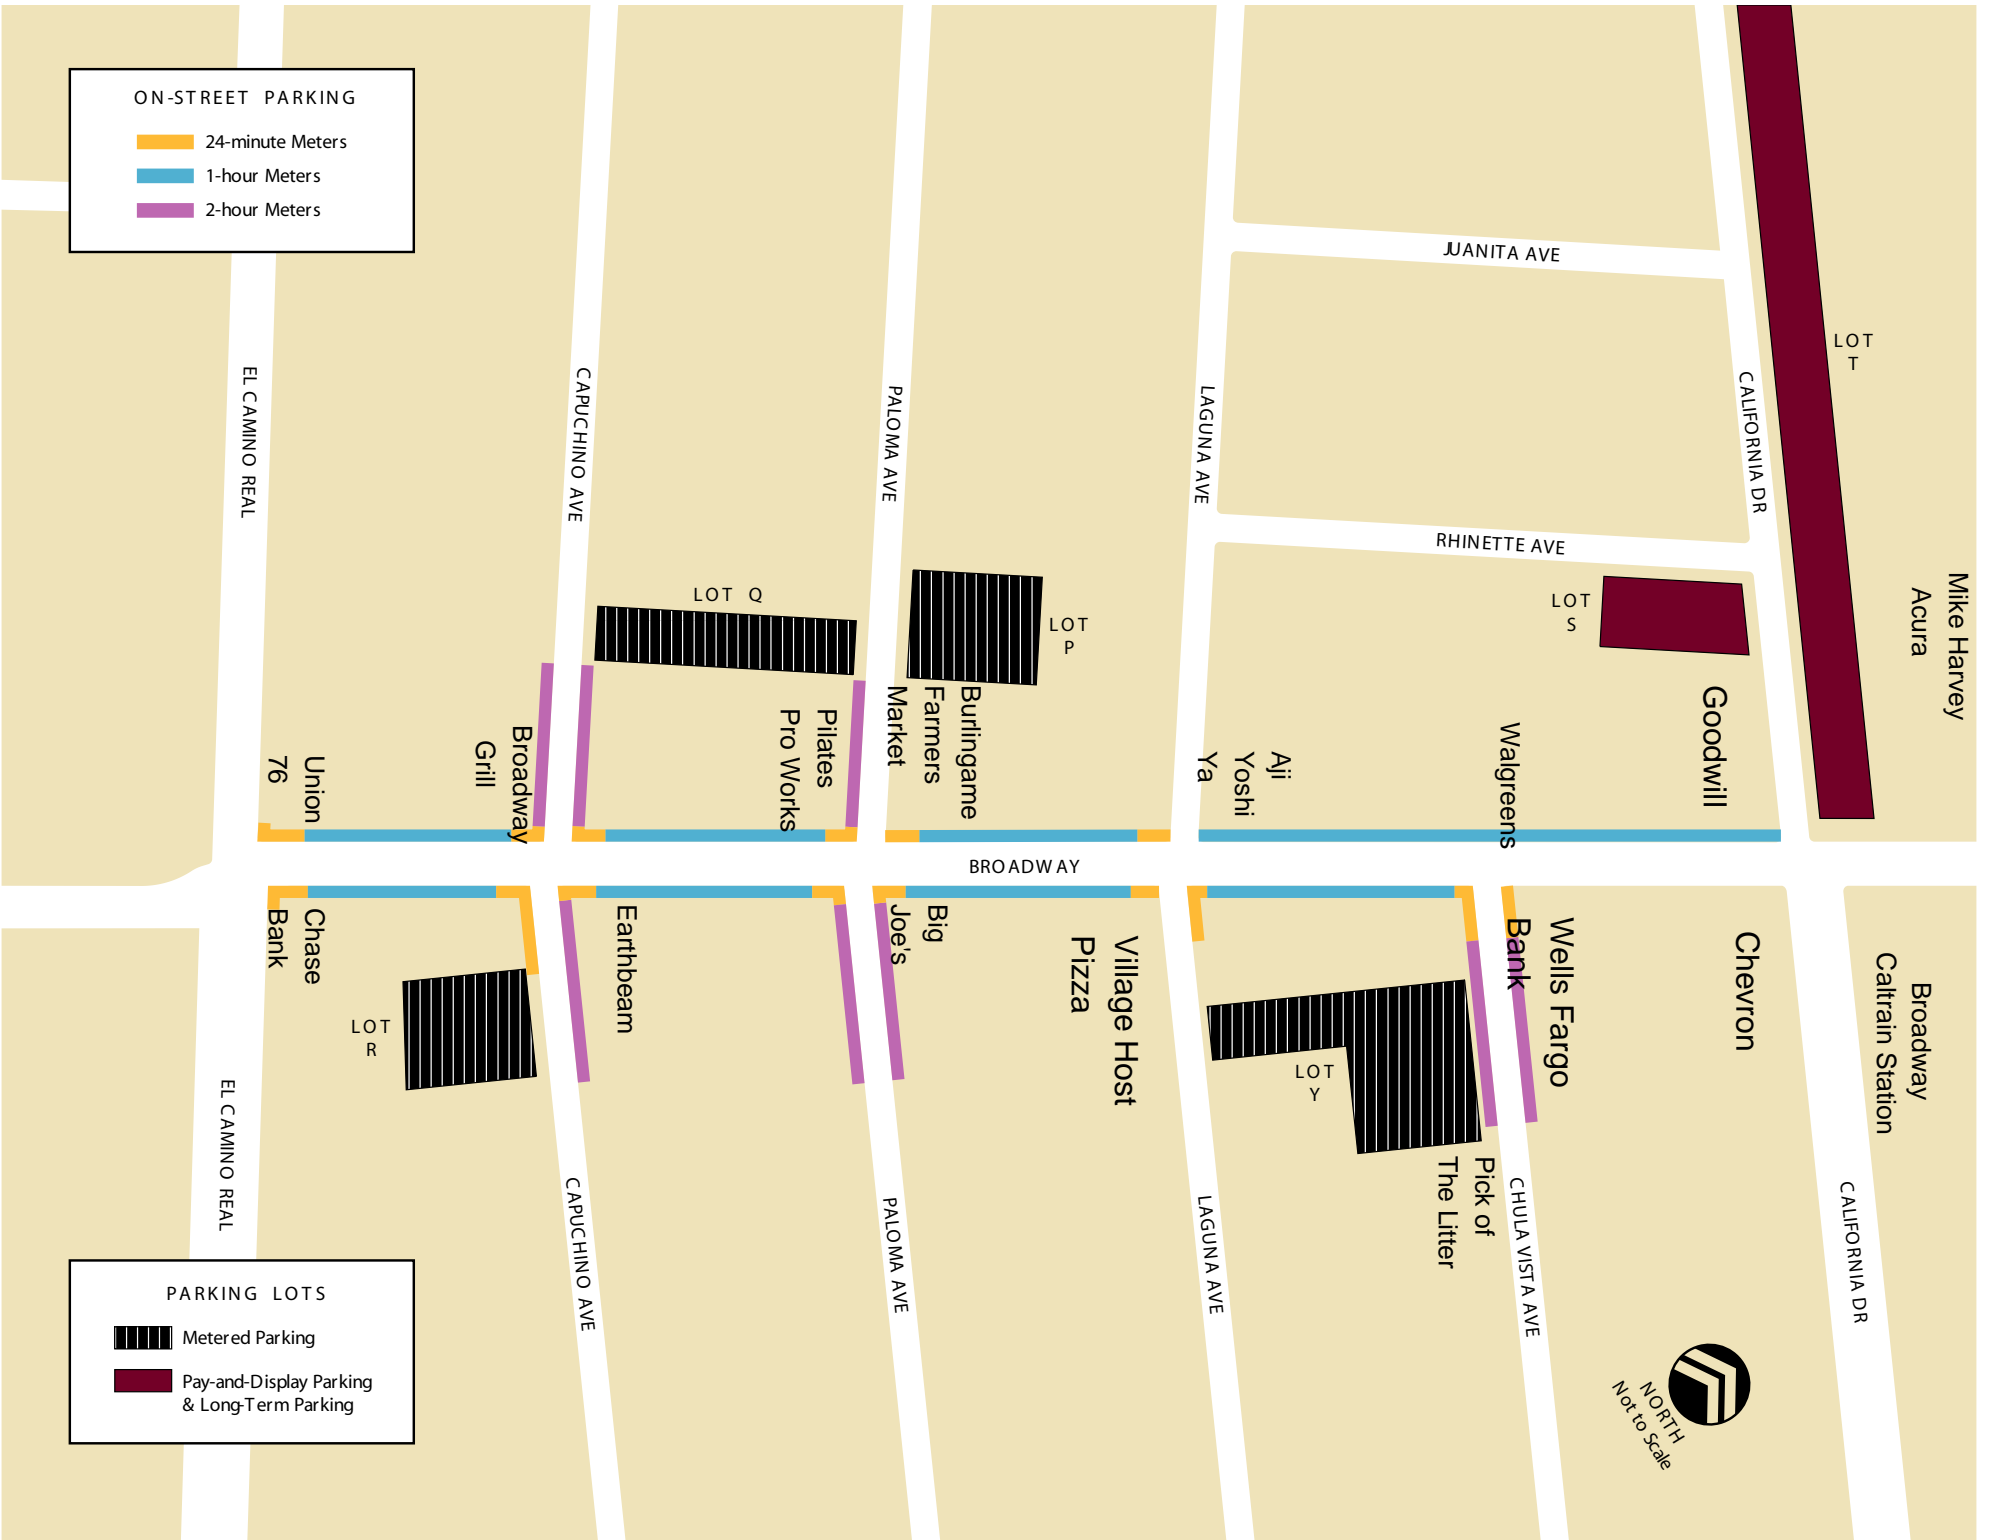 ON-STREET PARKING
24-minute Meters
1-hour Meters
2-hour Meters
JUANITA AVE
LOT
T
EL CAMINO REAL
CAPUCHINO AVE
PALOMA AVE
LAGUNA AVE
CALIFORNIA DR
RHINETTE AVE
LOT Q
LOT
P
LOT
S
Mike Harvey
Acura
Union
76
Broadway
Grill
Pilates
Pro Works
Burlingame
Farmers
Market
Aji
Yoshi
Ya
Walgreens
Goodwill
BROADWAY
Chase
Bank
Earthbeam
Big
Joe's
Village Host
Pizza
Wells Fargo
Bank
Chevron
Broadway
Caltrain Station
LOT
R
LOT
Y
Pick of
The Litter
EL CAMINO REAL
CAPUCHINO AVE
PALOMA AVE
LAGUNA AVE
CHULA VISTA AVE
CALIFORNIA DR
PARKING LOTS
Metered Parking
Pay-and-Display Parking
& Long-Term Parking
NORTH
Not to Scale